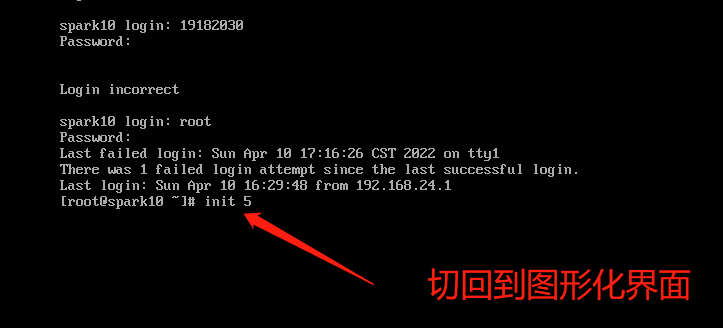 spark10 login: 19182030
Password:
Login incorrect
spark10 login: root
Password:
Last failed login: Sun Apr 10 17:16:26 CST 2022 on tty1
There was 1 failed login attempt since the last successful login.
Last login: Sun Apr 10 16:29:48 from 192.168.24.1
[root@spark10 ~]# init 5
切回到图形化界面